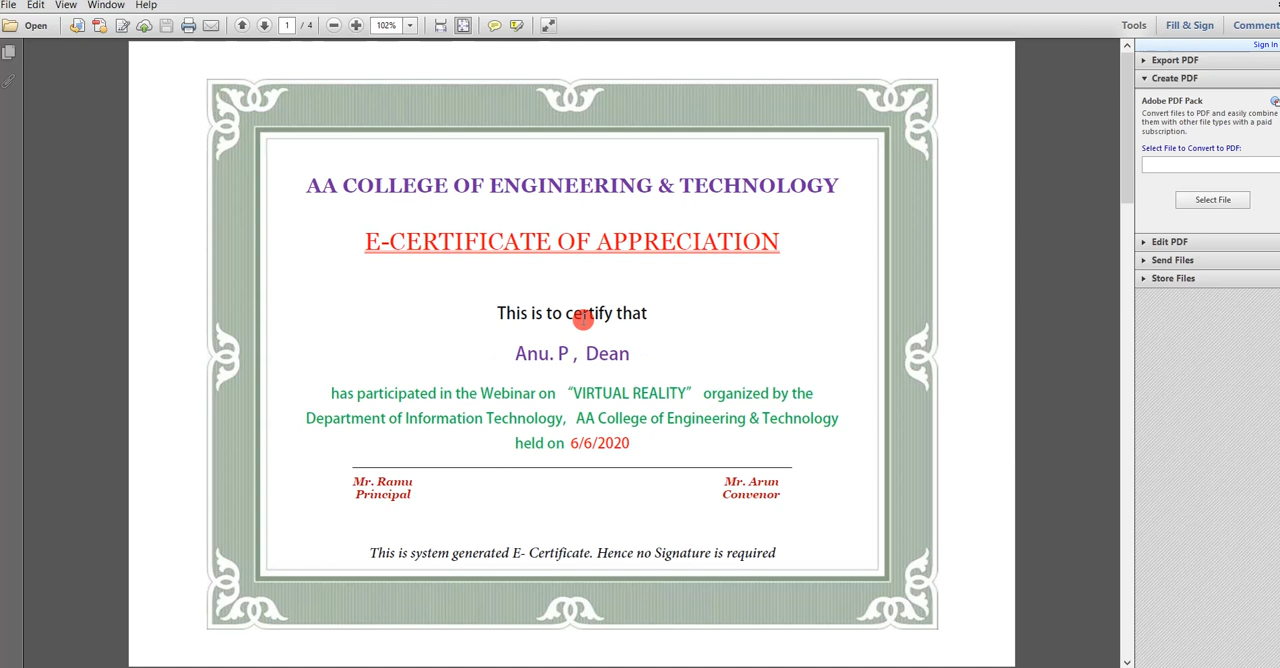 File Edit View Window Help
Open 1 / 4 102% Tools Fill & Sign Comment
Sign In
Export PDF
Create PDF
Adobe PDF Pack
Convert files to PDF and easily combine
them with other file types with a paid
subscription.
Select File to Convert to PDF:
Select File
Edit PDF
Send Files
Store Files
AA COLLEGE OF ENGINEERING & TECHNOLOGY
E-CERTIFICATE OF APPRECIATION
This is to certify that
Anu. P , Dean
has participated in the Webinar on “VIRTUAL REALITY” organized by the
Department of Information Technology, AA College of Engineering & Technology
held on 6/6/2020
Mr. Ramu Mr. Arun
Principal Convenor
This is system generated E- Certificate. Hence no Signature is required